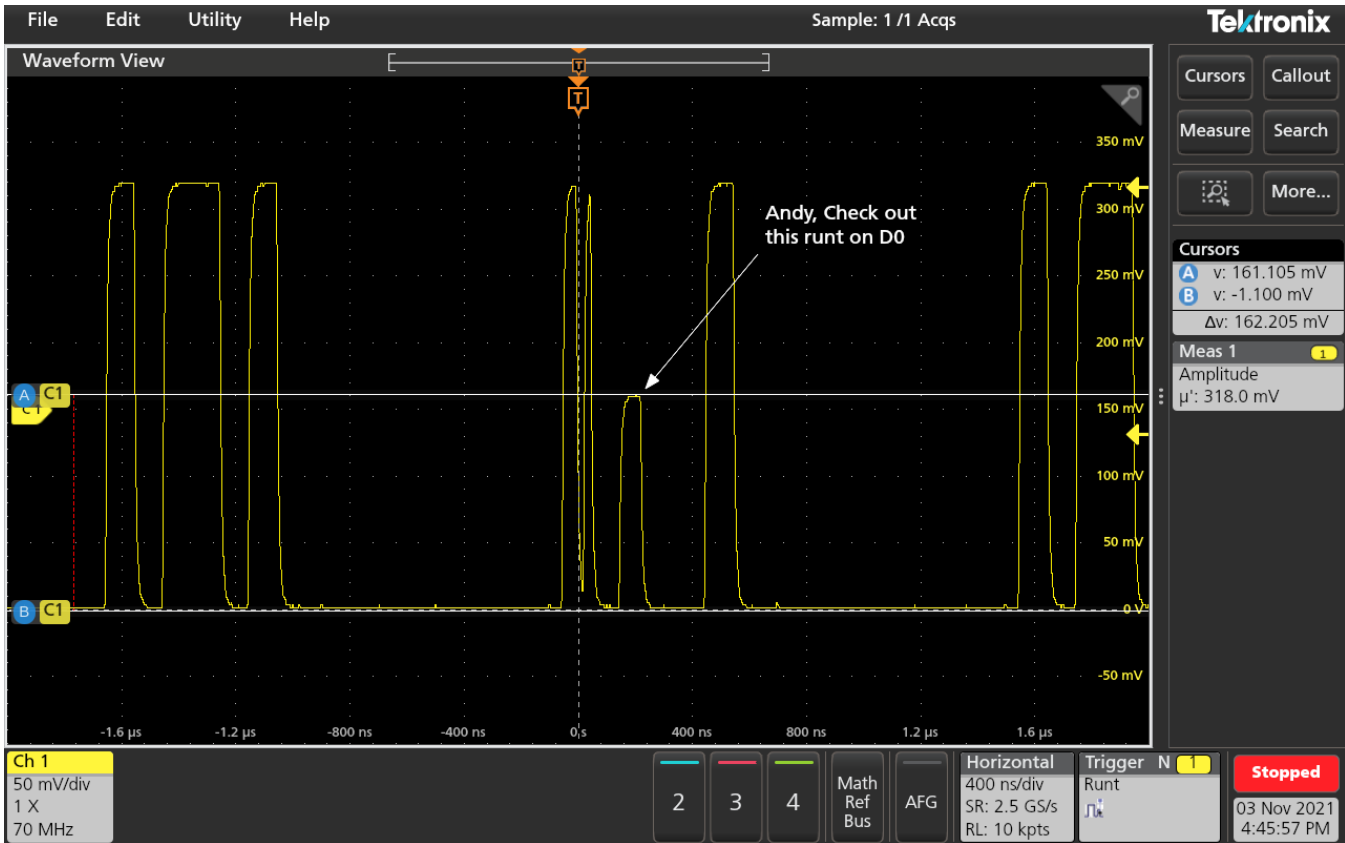 File Edit Utility Help Sample: 1 /1 Acqs Tektronix
Waveform View
T
T
Cursors Callout
Measure Search
More...
350 mV
300 mV
250 mV
200 mV
150 mV
100 mV
50 mV
0 V
-50 mV
Andy, Check out
this runt on D0
A C1
C1
B C1
-1.6 µs -1.2 µs -800 ns -400 ns 0 s 400 ns 800 ns 1.2 µs 1.6 µs
Cursors
A v: 161.105 mV
B v: -1.100 mV
Δv: 162.205 mV
Meas 1 1
Amplitude
µ': 318.0 mV
Ch 1
50 mV/div
1 X
70 MHz
2 3 4
Math
Ref
Bus
AFG
Horizontal
400 ns/div
SR: 2.5 GS/s
RL: 10 kpts
Trigger N 1
Runt
Stopped
03 Nov 2021
4:45:57 PM